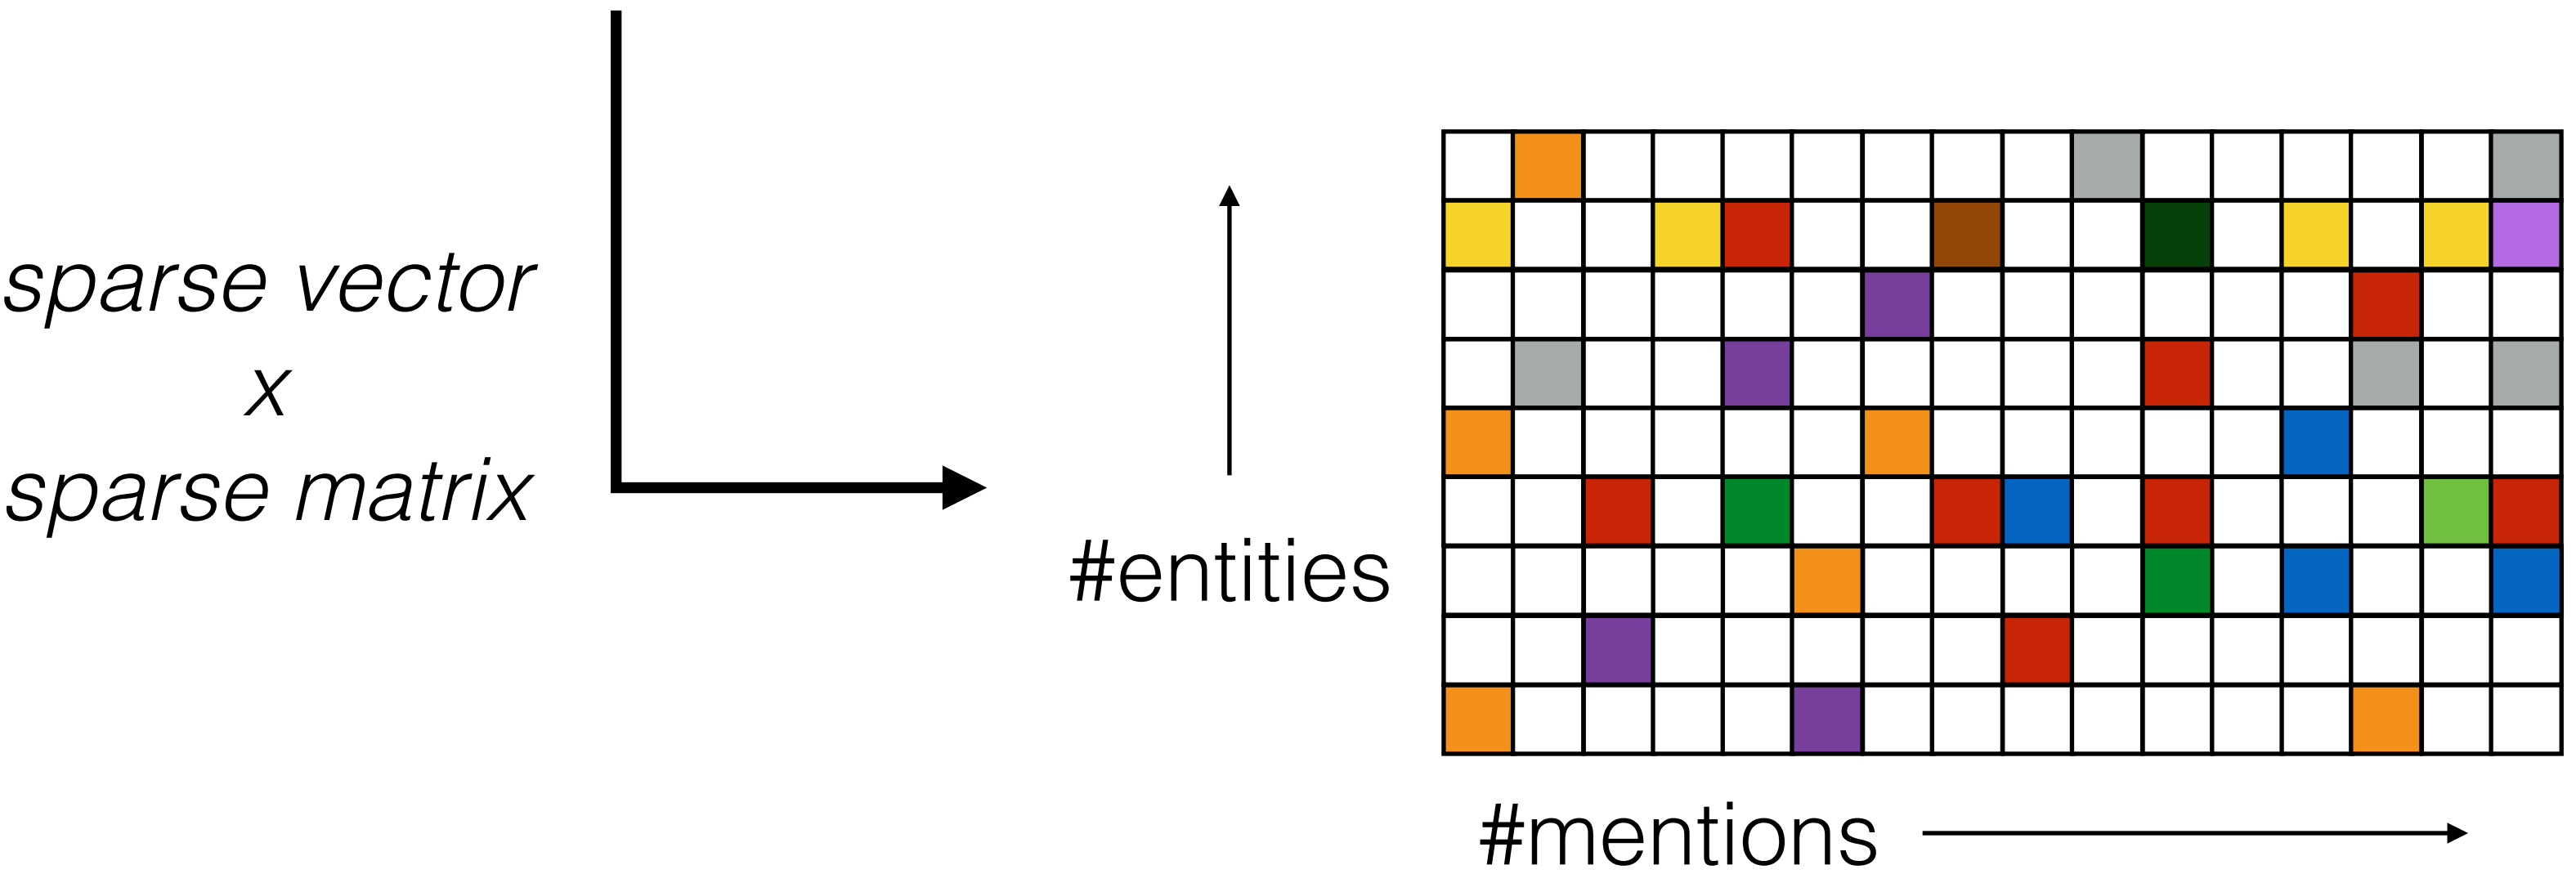 sparse vector
x
sparse matrix
#entities
#mentions